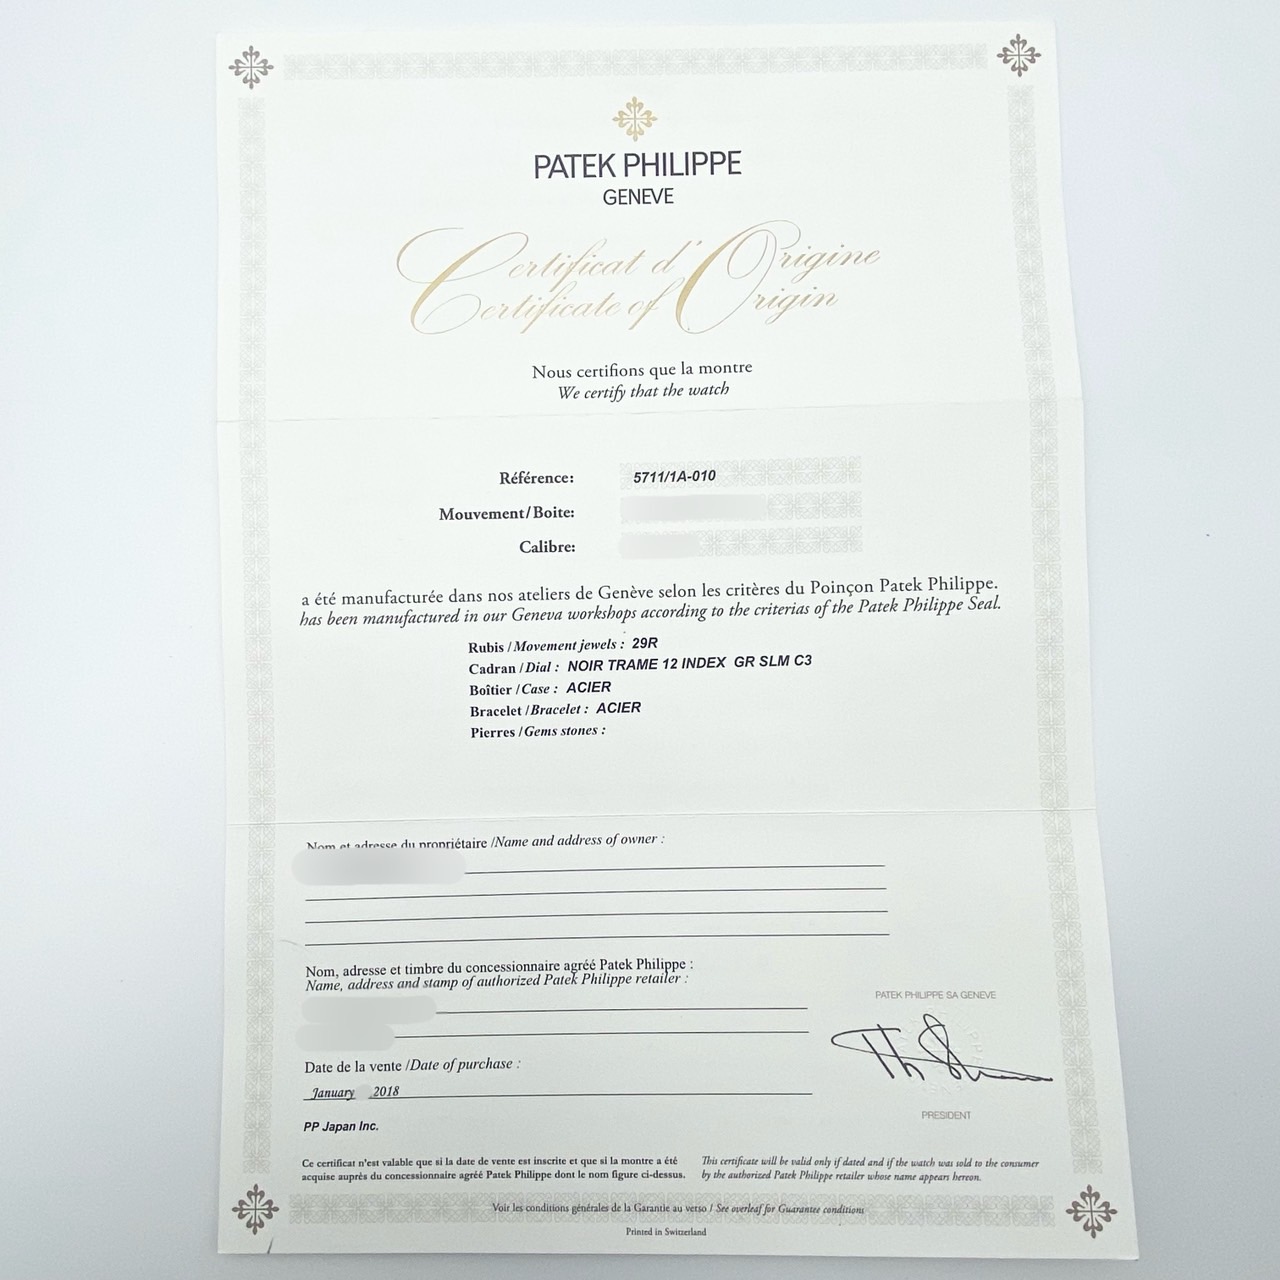 PATEK PHILIPPE
GENEVE
Certificat d'Origine
Certificate of Origin
Nous certifions que la montre
We certify that the watch
Référence: 5711/1A-010
Mouvement/Boite:
Calibre:
a été manufacturée dans nos ateliers de Genève selon les critères du Poinçon Patek Philippe.
has been manufactured in our Geneva workshops according to the criterias of the Patek Philippe Seal.
Rubis / Movement jewels : 29R
Cadran / Dial : NOIR TRAME 12 INDEX GR SLM C3
Boîtier / Case : ACIER
Bracelet / Bracelet : ACIER
Pierres / Gems stones :
Nom et adresse du propriétaire /Name and address of owner :
Nom, adresse et timbre du concessionnaire agréé Patek Philippe :
Name, address and stamp of authorized Patek Philippe retailer :
PATEK PHILIPPE SA GENEVE
Date de la vente /Date of purchase :
January 2018
PRESIDENT
PP Japan Inc.
Ce certificat n'est valable que si la date de vente est inscrite et que si la montre a été
acquise auprès du concessionnaire agréé Patek Philippe dont le nom figure ci-dessus.
This certificate will be valid only if dated and if the watch was sold to the consumer
by the authorized Patek Philippe retailer whose name appears hereon.
Voir les conditions générales de la Garantie au verso / See overleaf for Guarantee conditions
Printed in Switzerland